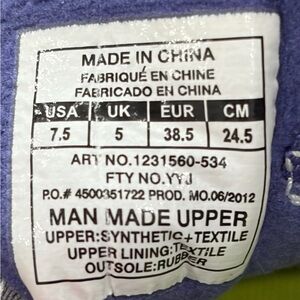 MADE IN CHINA
FABRIQUÉ EN CHINE
FABRICADO EN CHINA
USA UK EUR CM
7.5 5 38.5 24.5
ART NO.1231560-534
FTY NO.YYJ
P.O.# 4500351722 PROD. MO.06/2012
MAN MADE UPPER
UPPER:SYNTHETIC+TEXTILE
UPPER LINING:TEXTILE
OUTSOLE:RUBBER